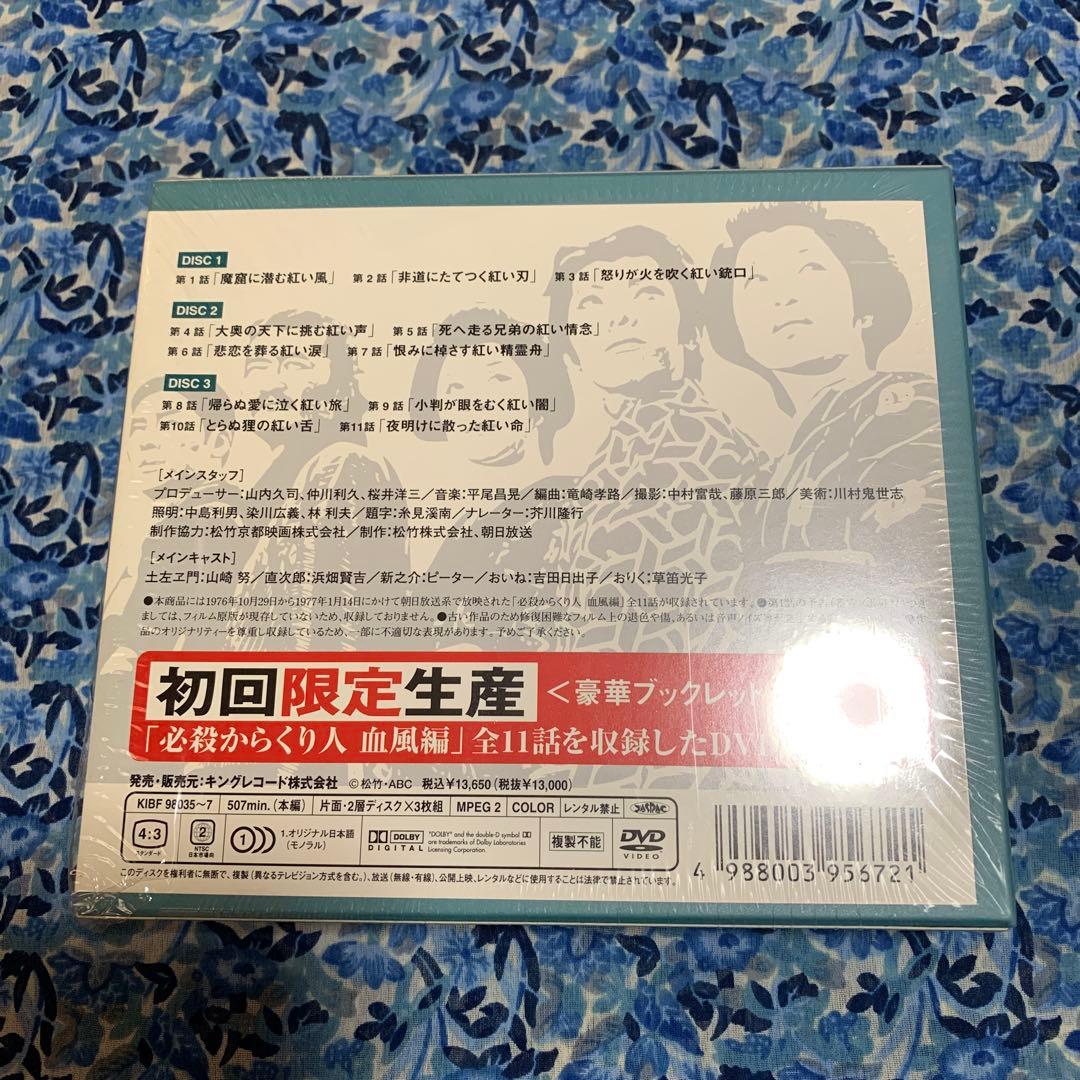 DISC 1
第1話「魔窟に潜む紅い風」 第2話「非道にたてつく紅い刃」 第3話「怒りが火を吹く紅い銃口」
DISC 2
第4話「大奥の天下に挑む紅い声」 第5話「死へ走る兄弟の紅い情念」
第6話「悲恋を葬る紅い涙」 第7話「恨みに棹さす紅い精霊舟」
DISC 3
第8話「帰らぬ愛に泣く紅い旅」 第9話「小判が眼をむく紅い闇」
第10話「とらぬ狸の紅い舌」 第11話「夜明けに散った紅い命」
[メインスタッフ]
プロデューサー:山内久司、仲川利久、桜井洋三/音楽:平尾昌晃/編曲:竜崎孝路/撮影:中村富哉、藤原三郎/美術:川村鬼世志
照明:中島利男、染川広義、林 利夫/題字:糸見溪南/ナレーター:芥川隆行
制作協力:松竹京都映画株式会社/制作:松竹株式会社、朝日放送
[メインキャスト]
土左ヱ門:山崎 努/直次郎:浜畑賢吉/新之介:ピーター/おいね:吉田日出子/おりく:草笛光子
●本商品には1976年10月29日から1977年1月14日にかけて朝日放送系で放映された「必殺からくり人 血風編」全11話が収録されています。●第1話の予告
ましては、フィルム原版が存在していないため、収録しておりません。●古い作品のため修復困難なフィルム上の退色や傷、あるいは音声ノイズ
品のオリジナリティーを尊重し収録しているため、一部に不適切な表現があります。予めご了承ください。
初回限定生産 <豪華ブックレット
「必殺からくり人 血風編」全11話を収録したDV
発売・販売元:キングレコード株式会社 ©松竹・ABC 税込¥13,650(税抜¥13,000)
KIBF 98035~7 507min.(本編) 片面・2層ディスク×3枚組 MPEG 2 COLOR レンタル禁止 JASRAC
4:3 スタンダード 2 NTSC 日本市場向 1 1.オリジナル日本語(モノラル) DOLBY DIGITAL "DOLBY" and the double-D symbol are trademarks of Dolby Laboratories Licensing Corporation. 複製不能 DVD VIDEO
このディスクを権利者に無断で、複製(異なるテレビジョン方式を含む。)、放送(無線・有線)、公開上映、レンタルなどに使用することは法律で禁止されています。
4 988003 956721